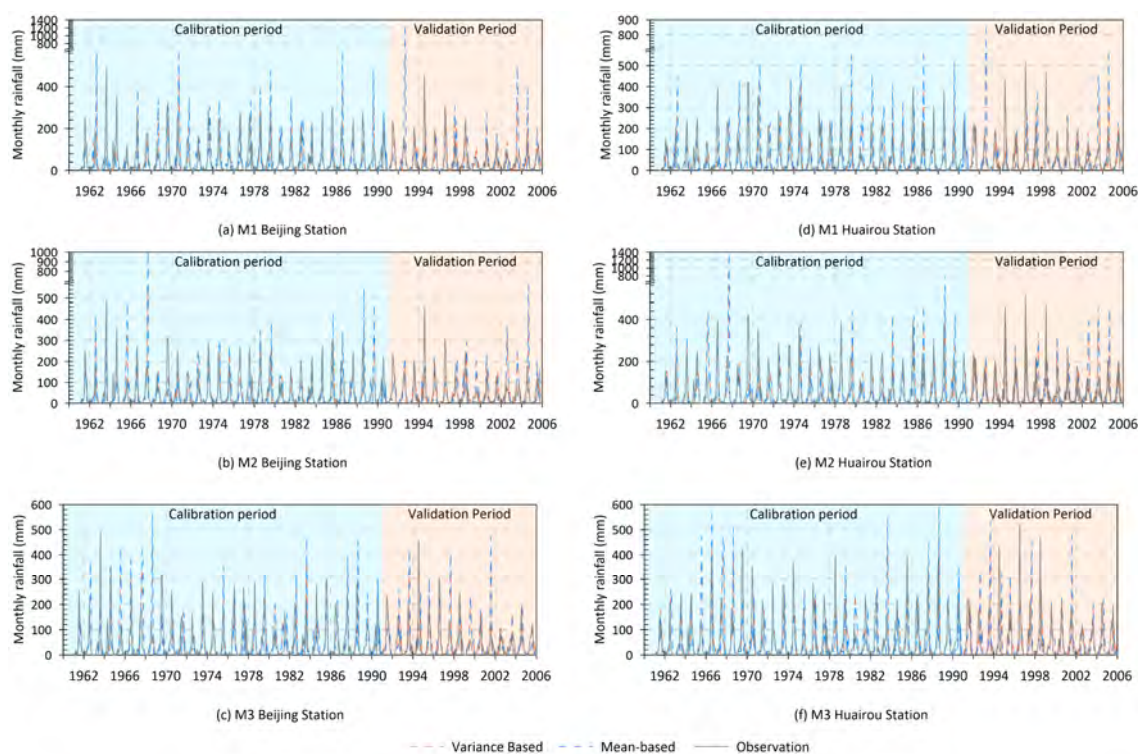 Monthly rainfall (mm)
1400
1200
1000
800
400
200
0
Calibration period
Validation Period
1962 1966 1970 1974 1978 1982 1986 1990 1994 1998 2002 2006
(a) M1 Beijing Station
Monthly rainfall (mm)
900
800
500
400
300
200
100
0
Calibration period
Validation Period
1962 1966 1970 1974 1978 1982 1986 1990 1994 1998 2002 2006
(d) M1 Huairou Station
Monthly rainfall (mm)
1000
900
800
500
400
300
200
100
0
Calibration period
Validation Period
1962 1966 1970 1974 1978 1982 1986 1990 1994 1998 2002 2006
(b) M2 Beijing Station
Monthly rainfall (mm)
1400
1200
1000
800
400
200
0
Calibration period
Validation Period
1962 1966 1970 1974 1978 1982 1986 1990 1994 1998 2002 2006
(e) M2 Huairou Station
Monthly rainfall (mm)
600
500
400
300
200
100
0
Calibration period
Validation Period
1962 1966 1970 1974 1978 1982 1986 1990 1994 1998 2002 2006
(c) M3 Beijing Station
Monthly rainfall (mm)
600
500
400
300
200
100
0
Calibration period
Validation Period
1962 1966 1970 1974 1978 1982 1986 1990 1994 1998 2002 2006
(f) M3 Huairou Station
Variance Based Mean-based Observation